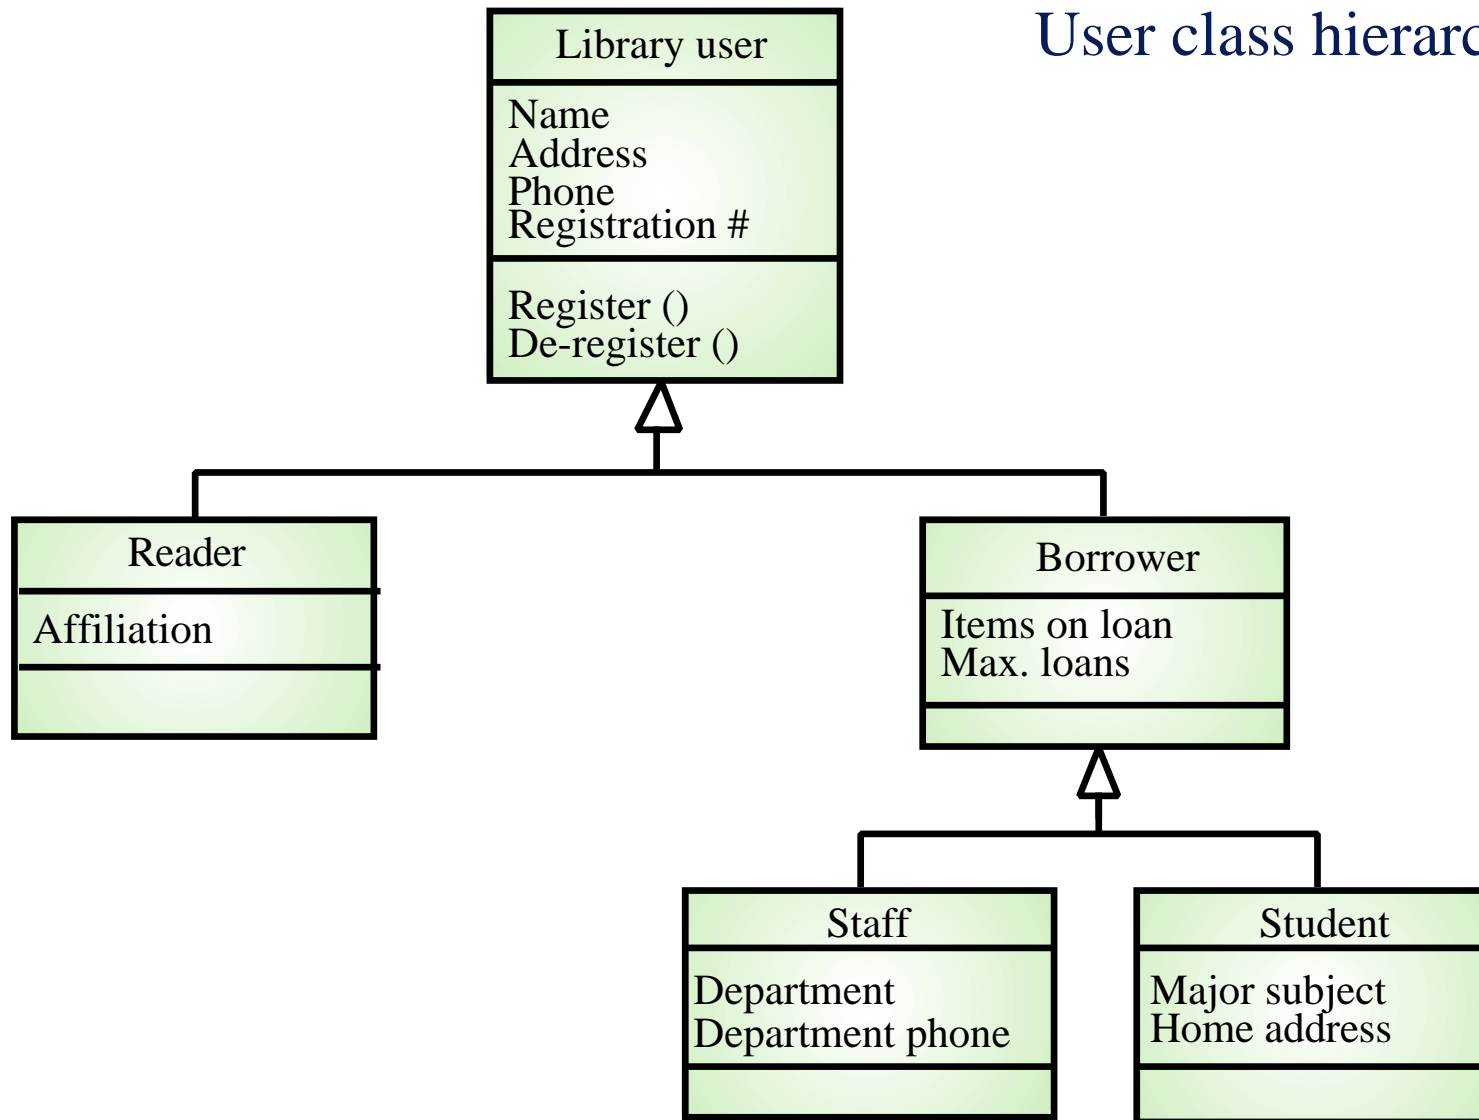 User class hierarc
Library user
Name
Address
Phone
Registration #
Register ()
De-register ()
Reader
Affiliation
Borrower
Items on loan
Max. loans
Staff
Department
Department phone
Student
Major subject
Home address